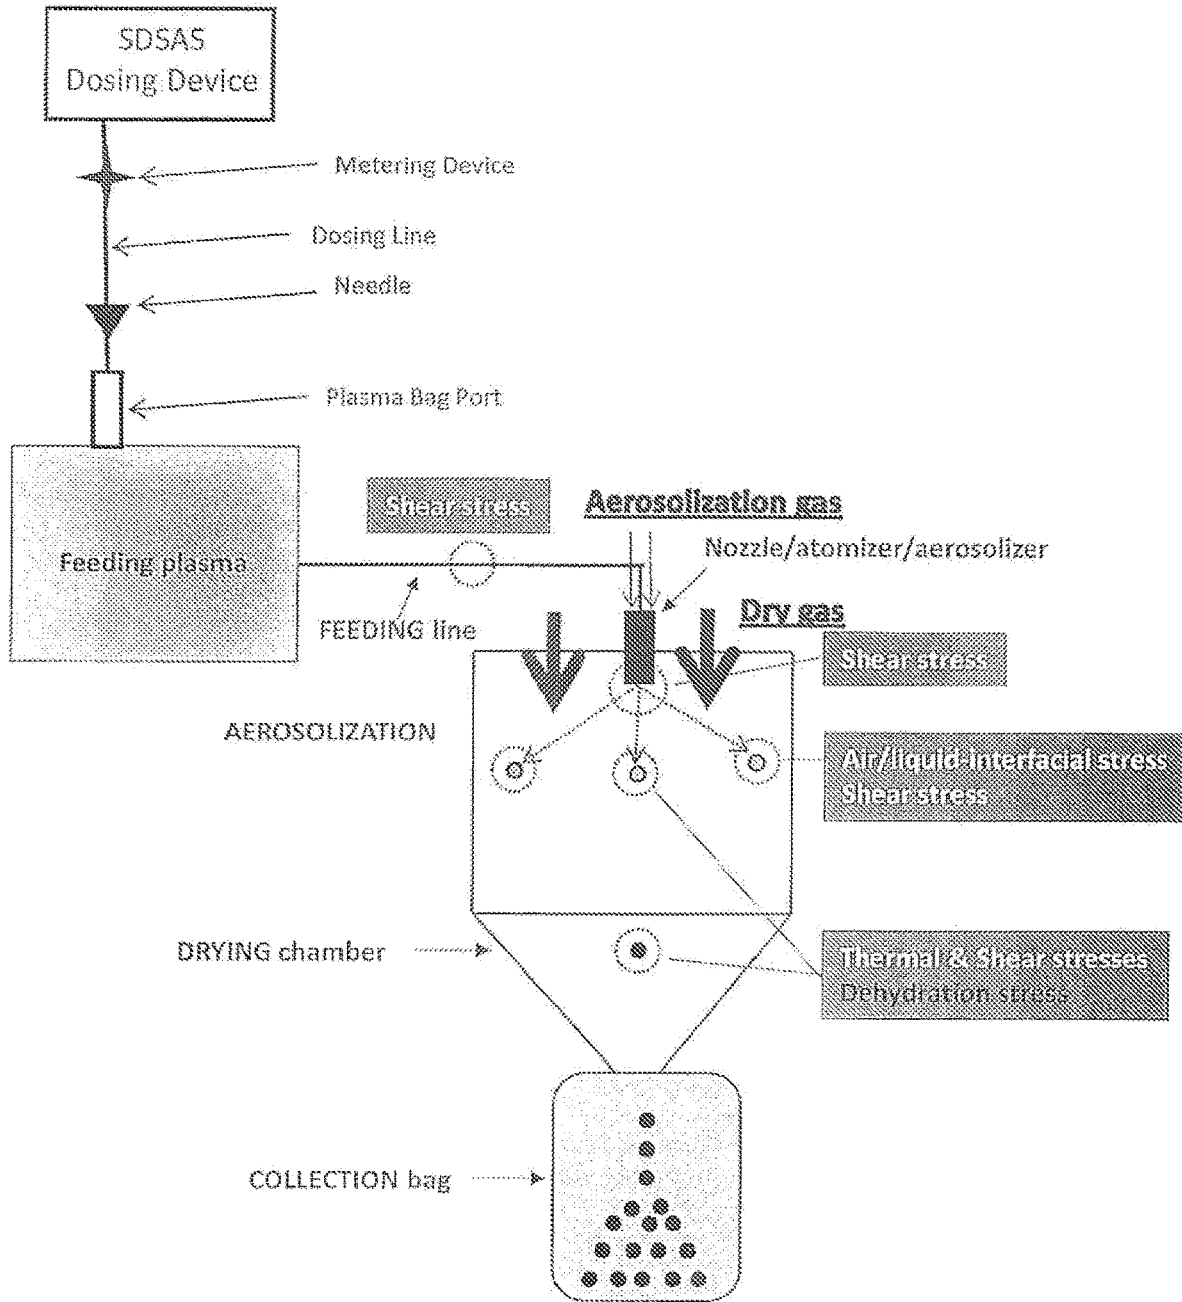 SDSAS
Dosing Device
Metering Device
Dosing Line
Needle
Plasma Bag Port
Shear stress
Aerosolization gas
Nozzle/atomizer/aerosolizer
Feeding plasma
FEEDING line
Dry gas
Shear stress
AEROSOLIZATION
Air/liquid-interfacial stress
Shear stress
DRYING chamber
Thermal & Shear stresses
Dehydration stress
COLLECTION bag